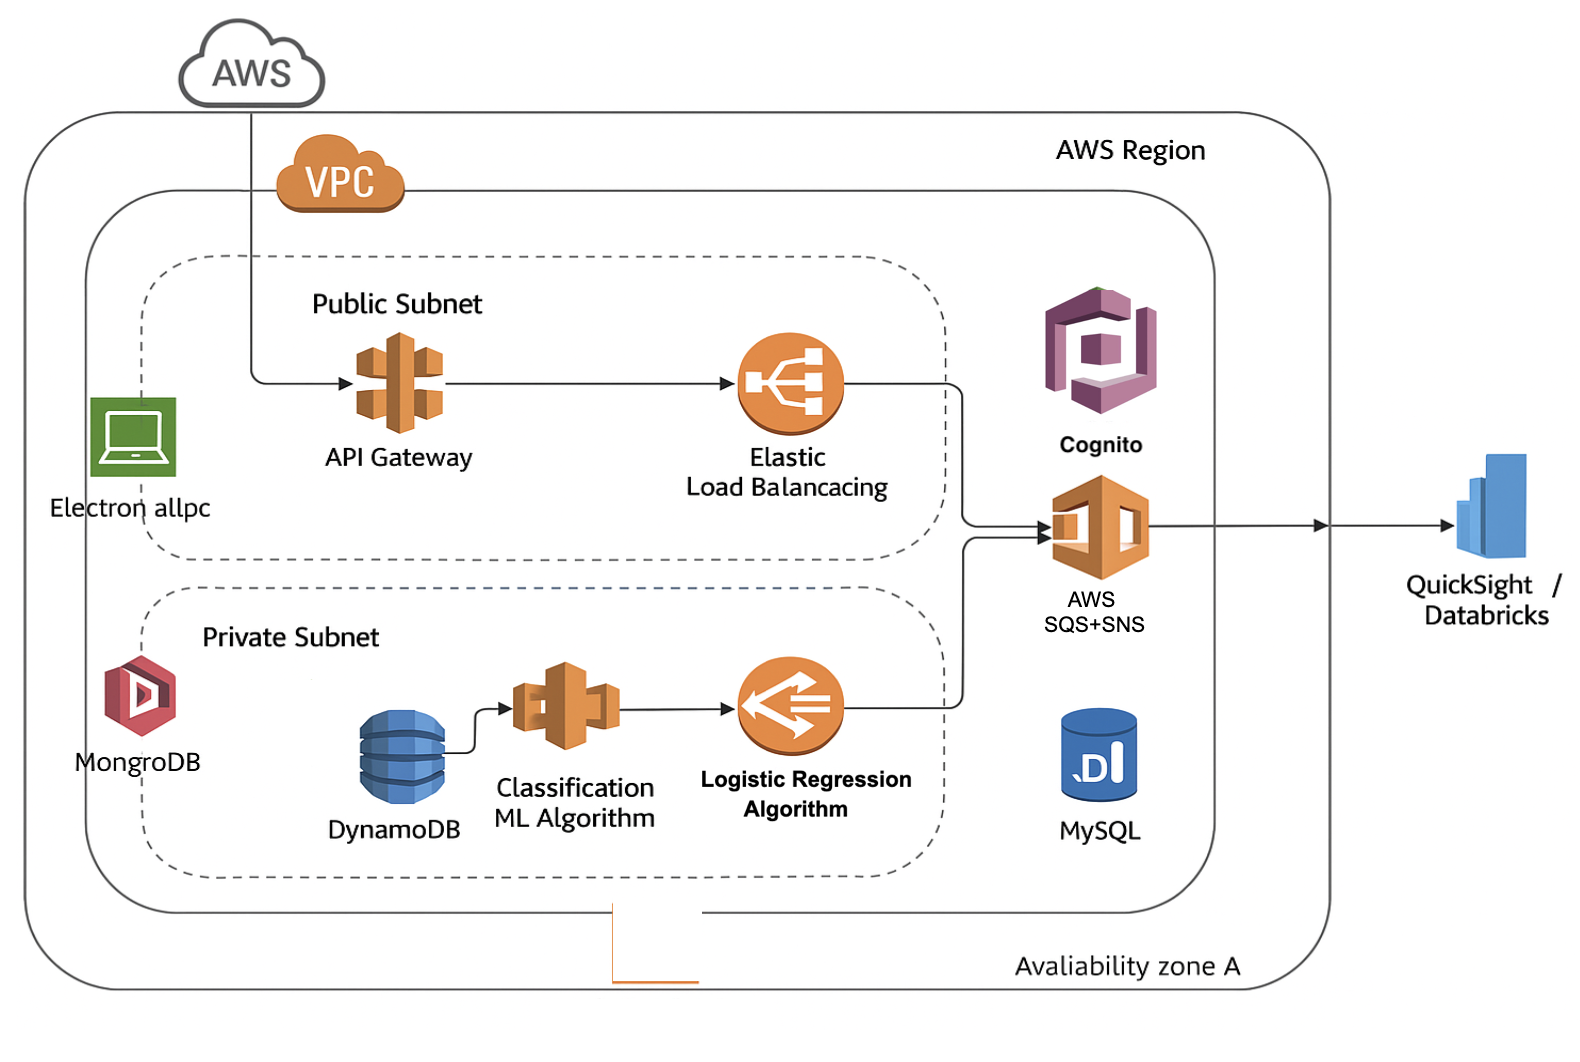 AWS
AWS Region
VPC
Public Subnet
API Gateway
Elastic
Load Balancacing
Cognito
Electron allpc
AWS
SQS+SNS
QuickSight /
Databricks
Private Subnet
MongroDB
DynamoDB
Classification
ML Algorithm
Logistic Regression
Algorithm
.D
MySQL
Avaliability zone A